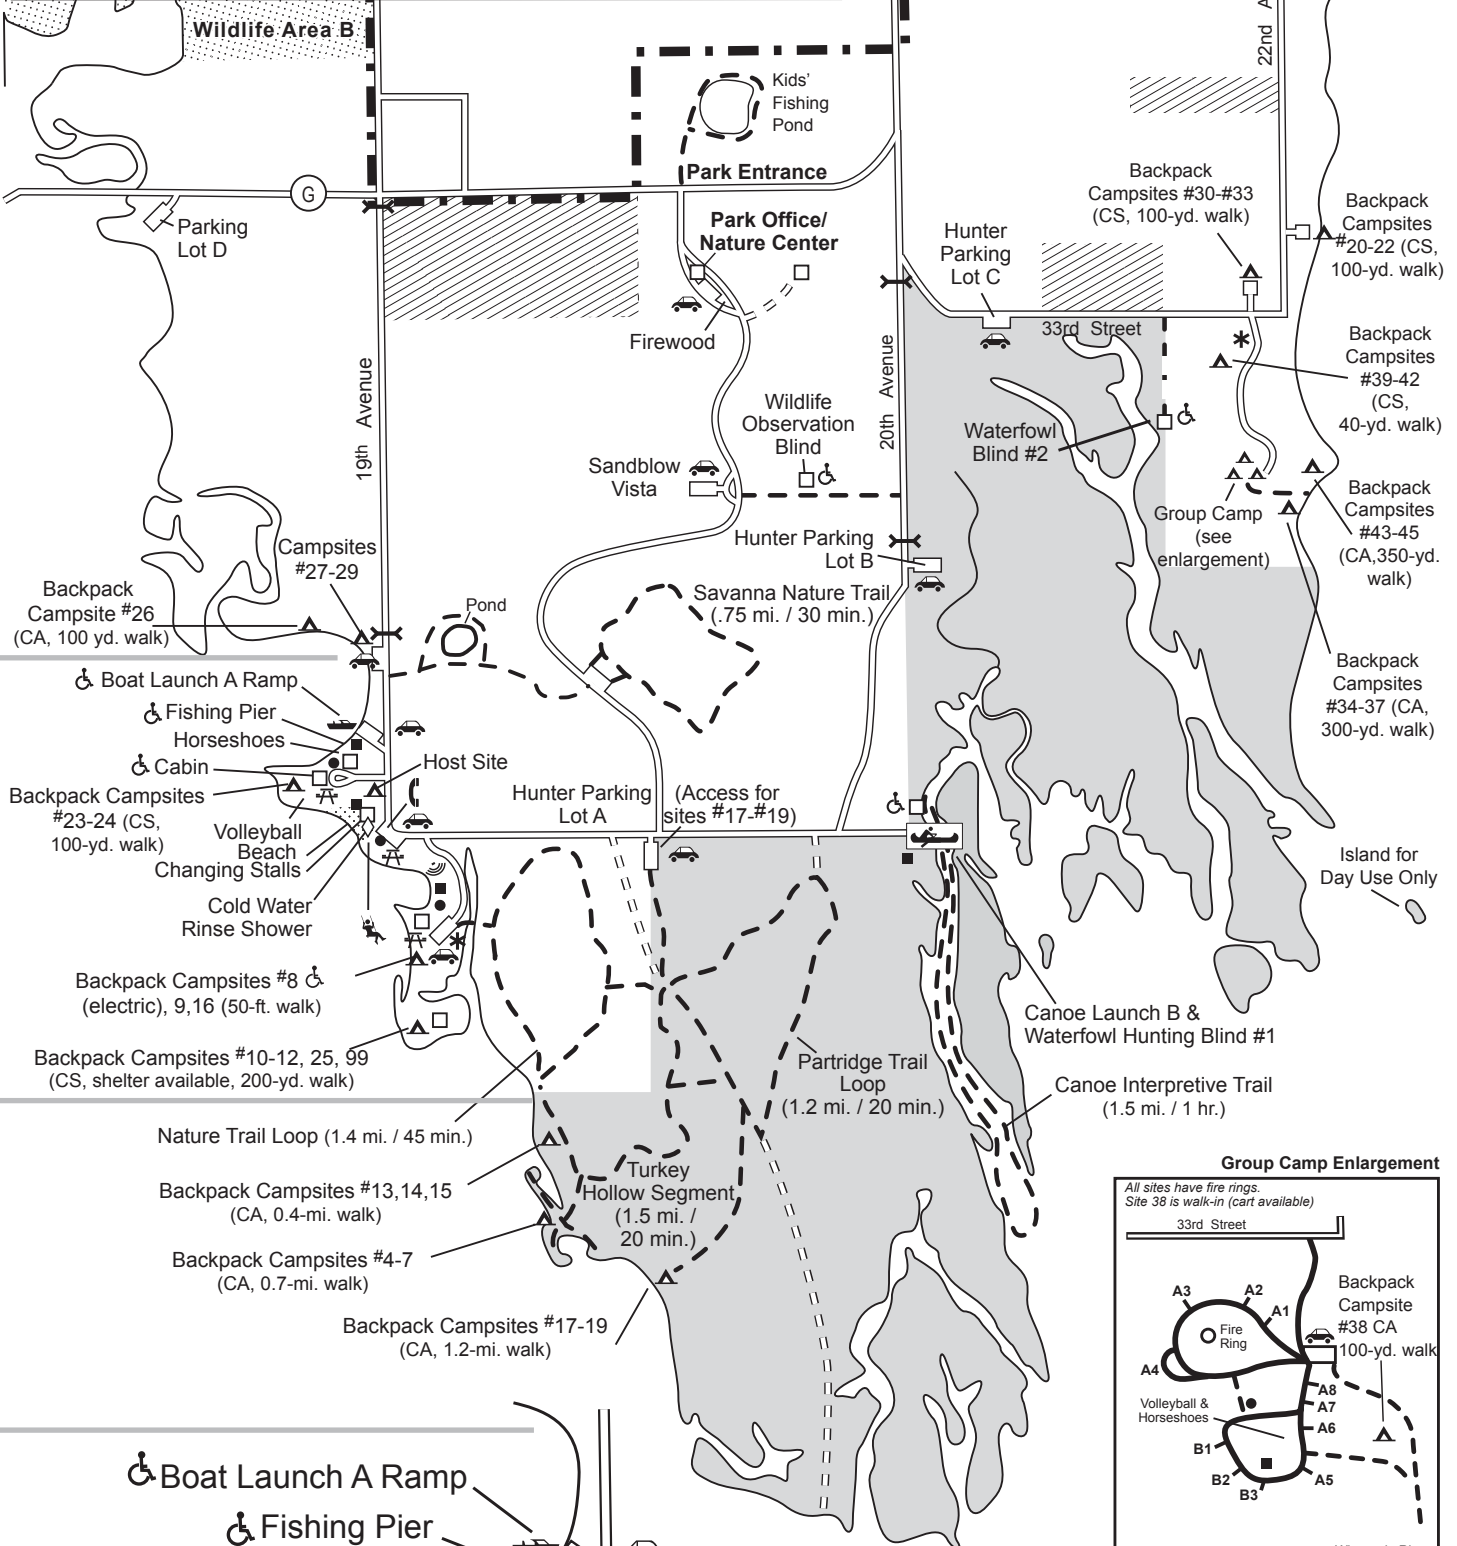 Wildlife Area B
22nd A
Kids’
Fishing
Pond
Park Entrance
G
Parking
Lot D
Park Office/
Nature Center
Firewood
Hunter
Parking
Lot C
33rd Street
Backpack
Campsites #30-#33
(CS, 100-yd. walk)
Backpack
Campsites
#20-22 (CS,
100-yd. walk)
Backpack
Campsites
#39-42
(CS,
40-yd. walk)
19th Avenue
20th Avenue
Wildlife
Observation
Blind
Sandblow
Vista
Waterfowl
Blind #2
Group Camp
(see
enlargement)
Backpack
Campsites
#43-45
(CA,350-yd.
walk)
Hunter Parking
Lot B
Campsites
#27-29
Backpack
Campsite #26
(CA, 100 yd. walk)
Pond
Savanna Nature Trail
(.75 mi. / 30 min.)
Backpack
Campsites
#34-37 (CA,
300-yd. walk)
Boat Launch A Ramp
Fishing Pier
Horseshoes
Cabin
Host Site
Backpack Campsites
#23-24 (CS,
100-yd. walk)
Volleyball
Beach
Changing Stalls
Cold Water
Rinse Shower
Hunter Parking
Lot A
(Access for
sites #17-#19)
Island for
Day Use Only
Backpack Campsites #8
(electric), 9,16 (50-ft. walk)
Backpack Campsites #10-12, 25, 99
(CS, shelter available, 200-yd. walk)
Canoe Launch B &
Waterfowl Hunting Blind #1
Partridge Trail
Loop
(1.2 mi. / 20 min.)
Canoe Interpretive Trail
(1.5 mi. / 1 hr.)
Nature Trail Loop (1.4 mi. / 45 min.)
Backpack Campsites #13,14,15
(CA, 0.4-mi. walk)
Turkey
Hollow Segment
(1.5 mi. /
20 min.)
Backpack Campsites #4-7
(CA, 0.7-mi. walk)
Backpack Campsites #17-19
(CA, 1.2-mi. walk)
Group Camp Enlargement
All sites have fire rings.
Site 38 is walk-in (cart available)
33rd Street
A3
A2
A1
Fire
Ring
A4
Backpack
Campsite
#38 CA
100-yd. walk
A8
A7
A6
A5
Volleyball &
Horseshoes
B1
B2
B3
Boat Launch A Ramp
Fishing Pier